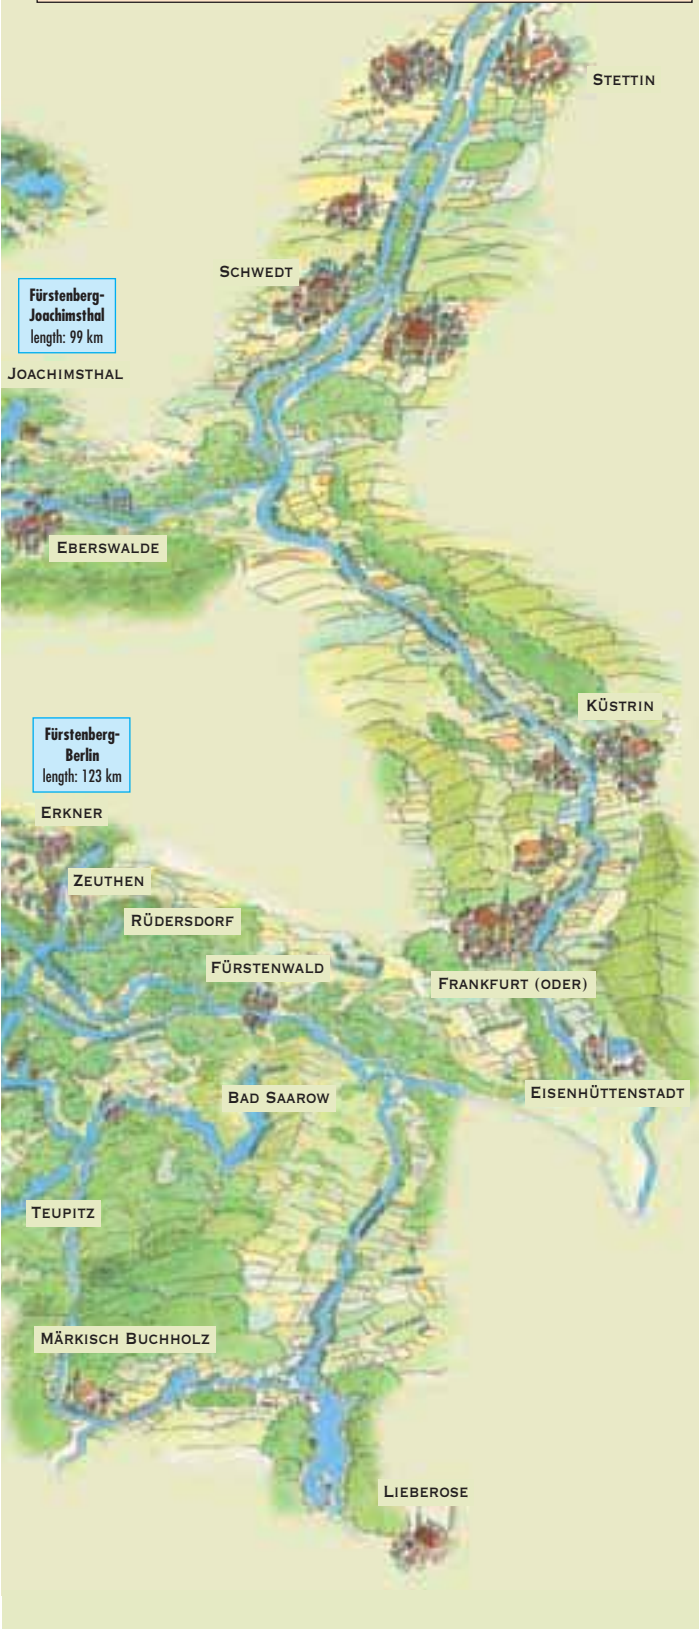 STETTIN
SCHWEDT
Fürstenberg-
Joachimsthal
length: 99 km
JOACHIMSTHAL
EBERSWALDE
KÜSTRIN
Fürstenberg-
Berlin
length: 123 km
ERKNER
ZEUTHEN
RÜDERSDORF
FÜRSTENWALD
FRANKFURT (ODER)
BAD SAAROW
EISENHÜTTENSTADT
TEUPITZ
MÄRKISCH BUCHHOLZ
LIEBEROSE